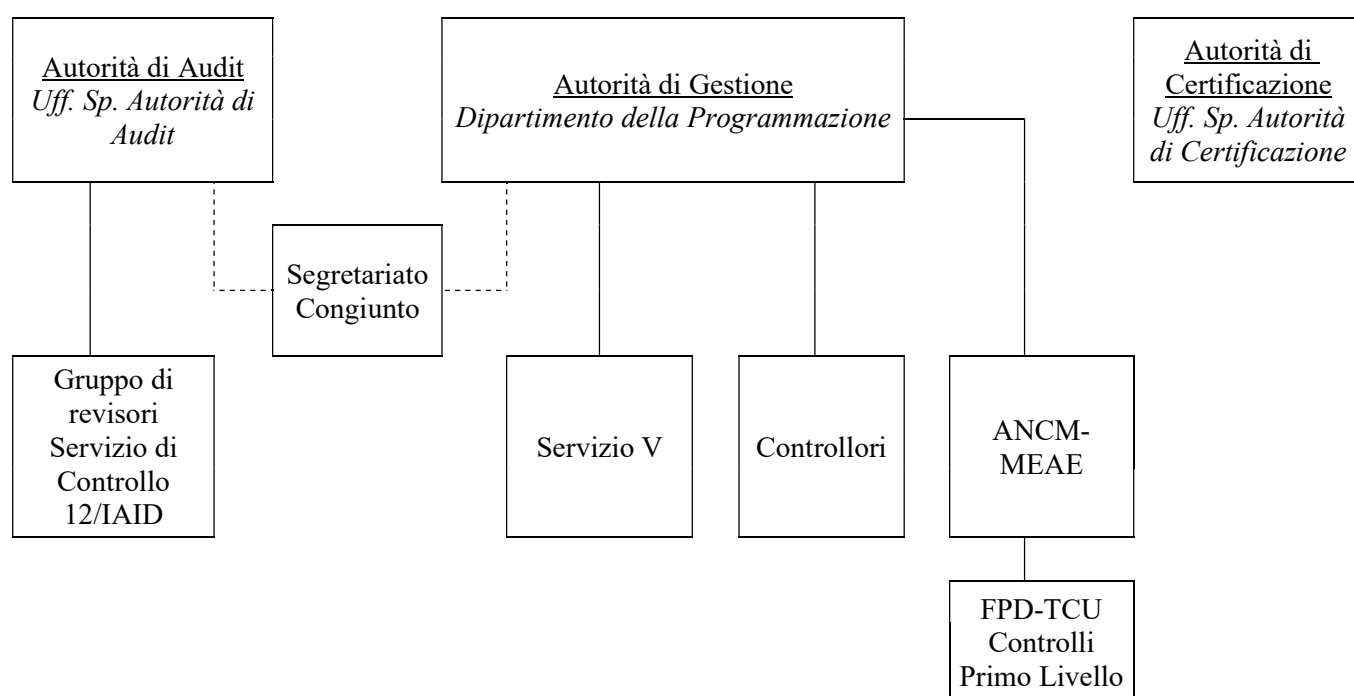 Autorità di Audit
Uff. Sp. Autorità di
Audit
Autorità di Gestione
Dipartimento della Programmazione
Autorità di
Certificazione
Uff. Sp. Autorità
di Certificazione
Segretariato
Congiunto
Gruppo di
revisori
Servizio di
Controllo
12/IAID
Servizio V
Controllori
ANCM-
MEAE
FPD-TCU
Controlli
Primo Livello